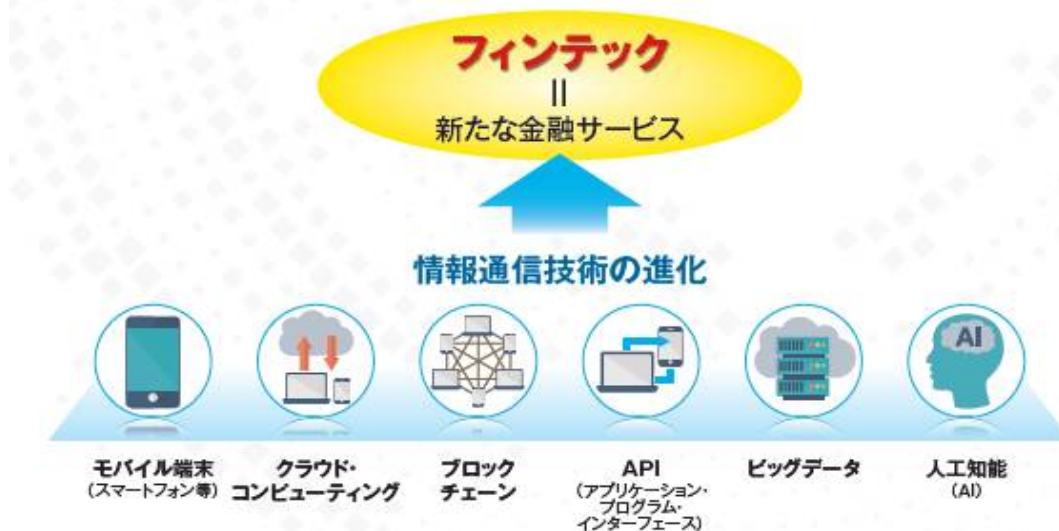 フィンテック
||
新たな金融サービス
情報通信技術の進化
AI
モバイル端末
(スマートフォン等)
クラウド・
コンピューティング
ブロック
チェーン
API
(アプリケーション・
プログラム・
インターフェース)
ビッグデータ
人工知能
(AI)